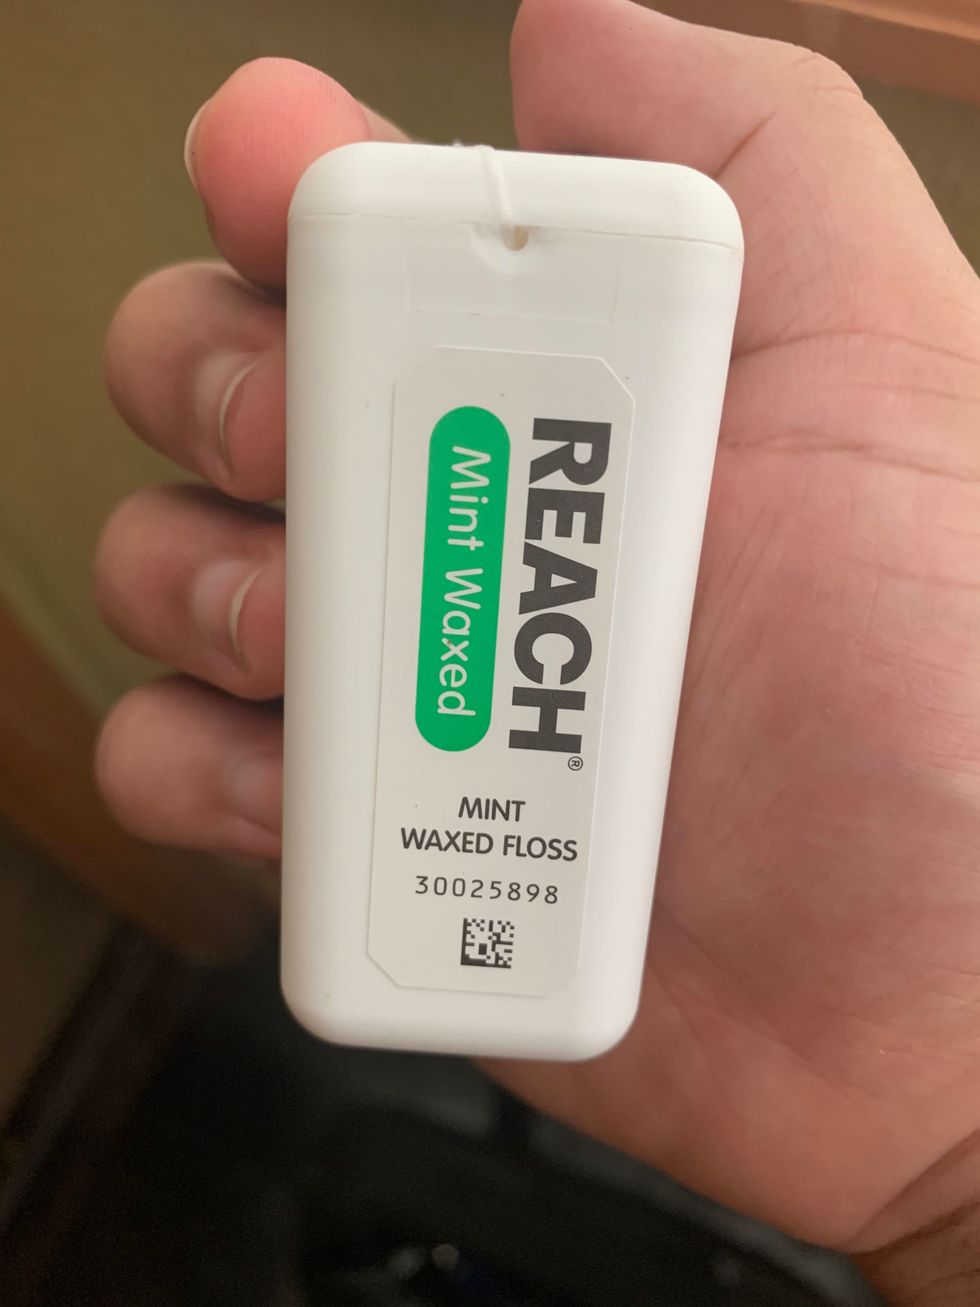 REACH®
Mint Waxed
MINT
WAXED FLOSS
30025898